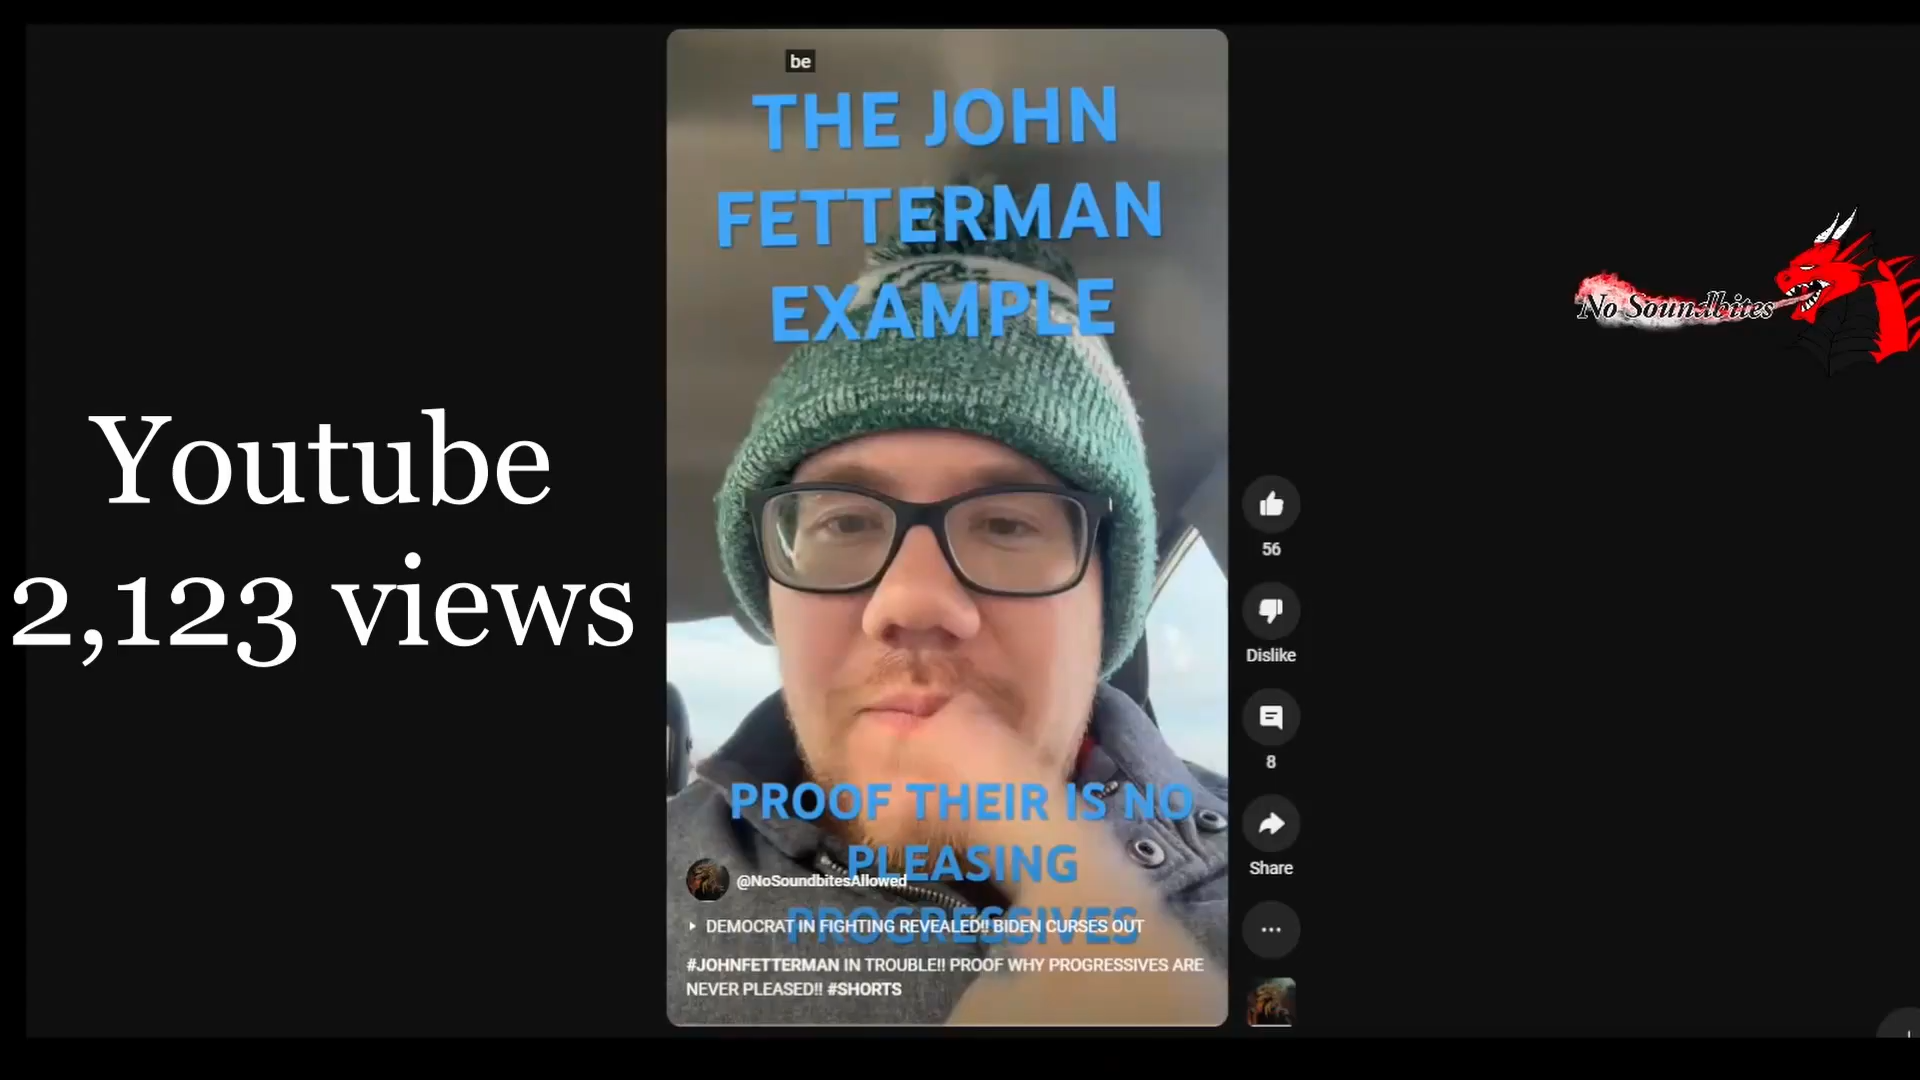 be
THE JOHN
FETTERMAN
EXAMPLE
Youtube
2,123 views
No Soundbites
56
Dislike
8
Share
PROOF THEIR IS NO
PLEASING
PROGRESSIVES
@NoSoundbitesAllowed
DEMOCRAT IN FIGHTING REVEALED!! BIDEN CURSES OUT
#JOHNFETTERMAN IN TROUBLE!! PROOF WHY PROGRESSIVES ARE
NEVER PLEASED!! #SHORTS